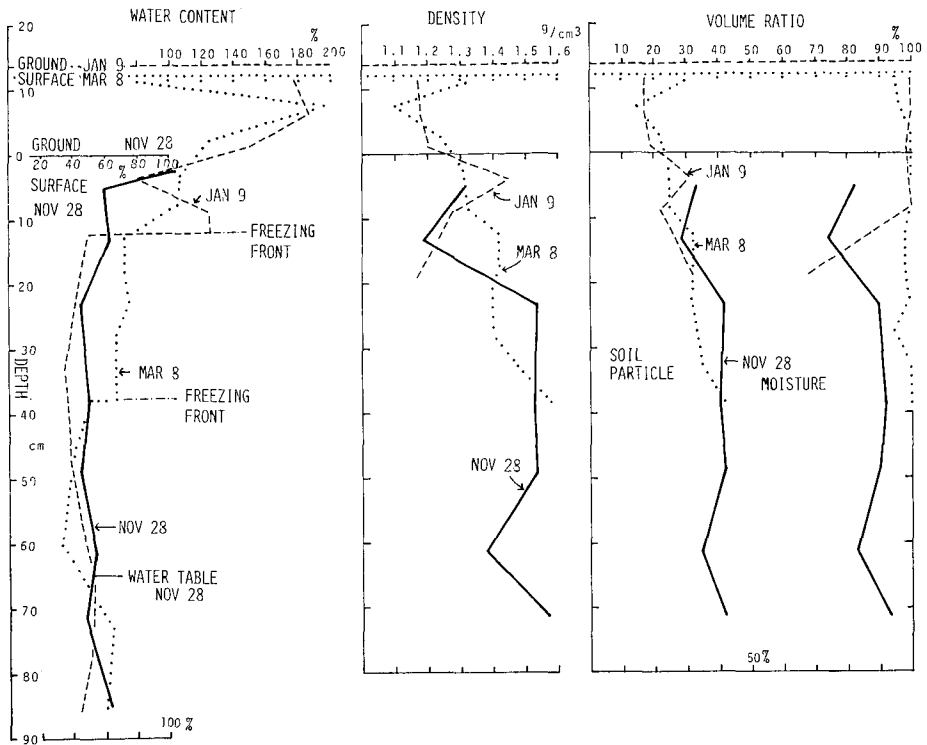 WATER CONTENT
DENSITY
VOLUME RATIO
20
100 120 140 160 % 200
1.1 1.2 1.3 1.4 1.5 g/cm3 1.6
10 20 30 40 50 60 70 80 % 100
GROUND JAN 9
SURFACE MAR 8
10
GROUND NOV 28
0 20 40 60 % 80 100
SURFACE
NOV 28
JAN 9
10
FREEZING
FRONT
20
30
DEPTH
MAR 8
FREEZING
FRONT
40
cm
50
NOV 28
60
WATER TABLE
NOV 28
70
80
90
100 %
JAN 9
MAR 8
NOV 28
JAN 9
MAR 8
SOIL
PARTICLE
NOV 28
MOISTURE
50%